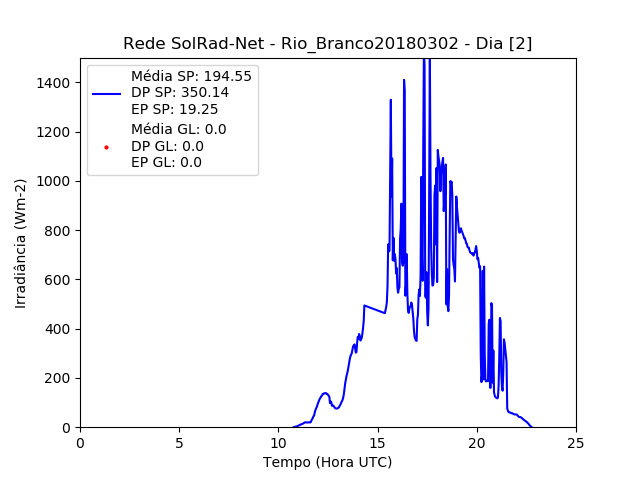 Rede SolRad-Net - Rio_Branco20180302 - Dia [2]
Média SP: 194.55
DP SP: 350.14
EP SP: 19.25
Média GL: 0.0
DP GL: 0.0
EP GL: 0.0
Irradiância (Wm-2)
1400
1200
1000
800
600
400
200
0
0 5 10 15 20 25
Tempo (Hora UTC)